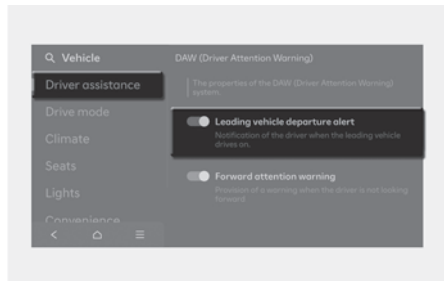 Vehicle
Driver assistance
Drive mode
Climate
Seats
Lights
Convenience
DAW (Driver Attention Warning)
The properties of the DAW (Driver Attention Warning)
system.
Leading vehicle departure alert
Notification of the driver when the leading vehicle
drives on.
Forward attention warning
Provision of a warning when the driver is not looking
forward.